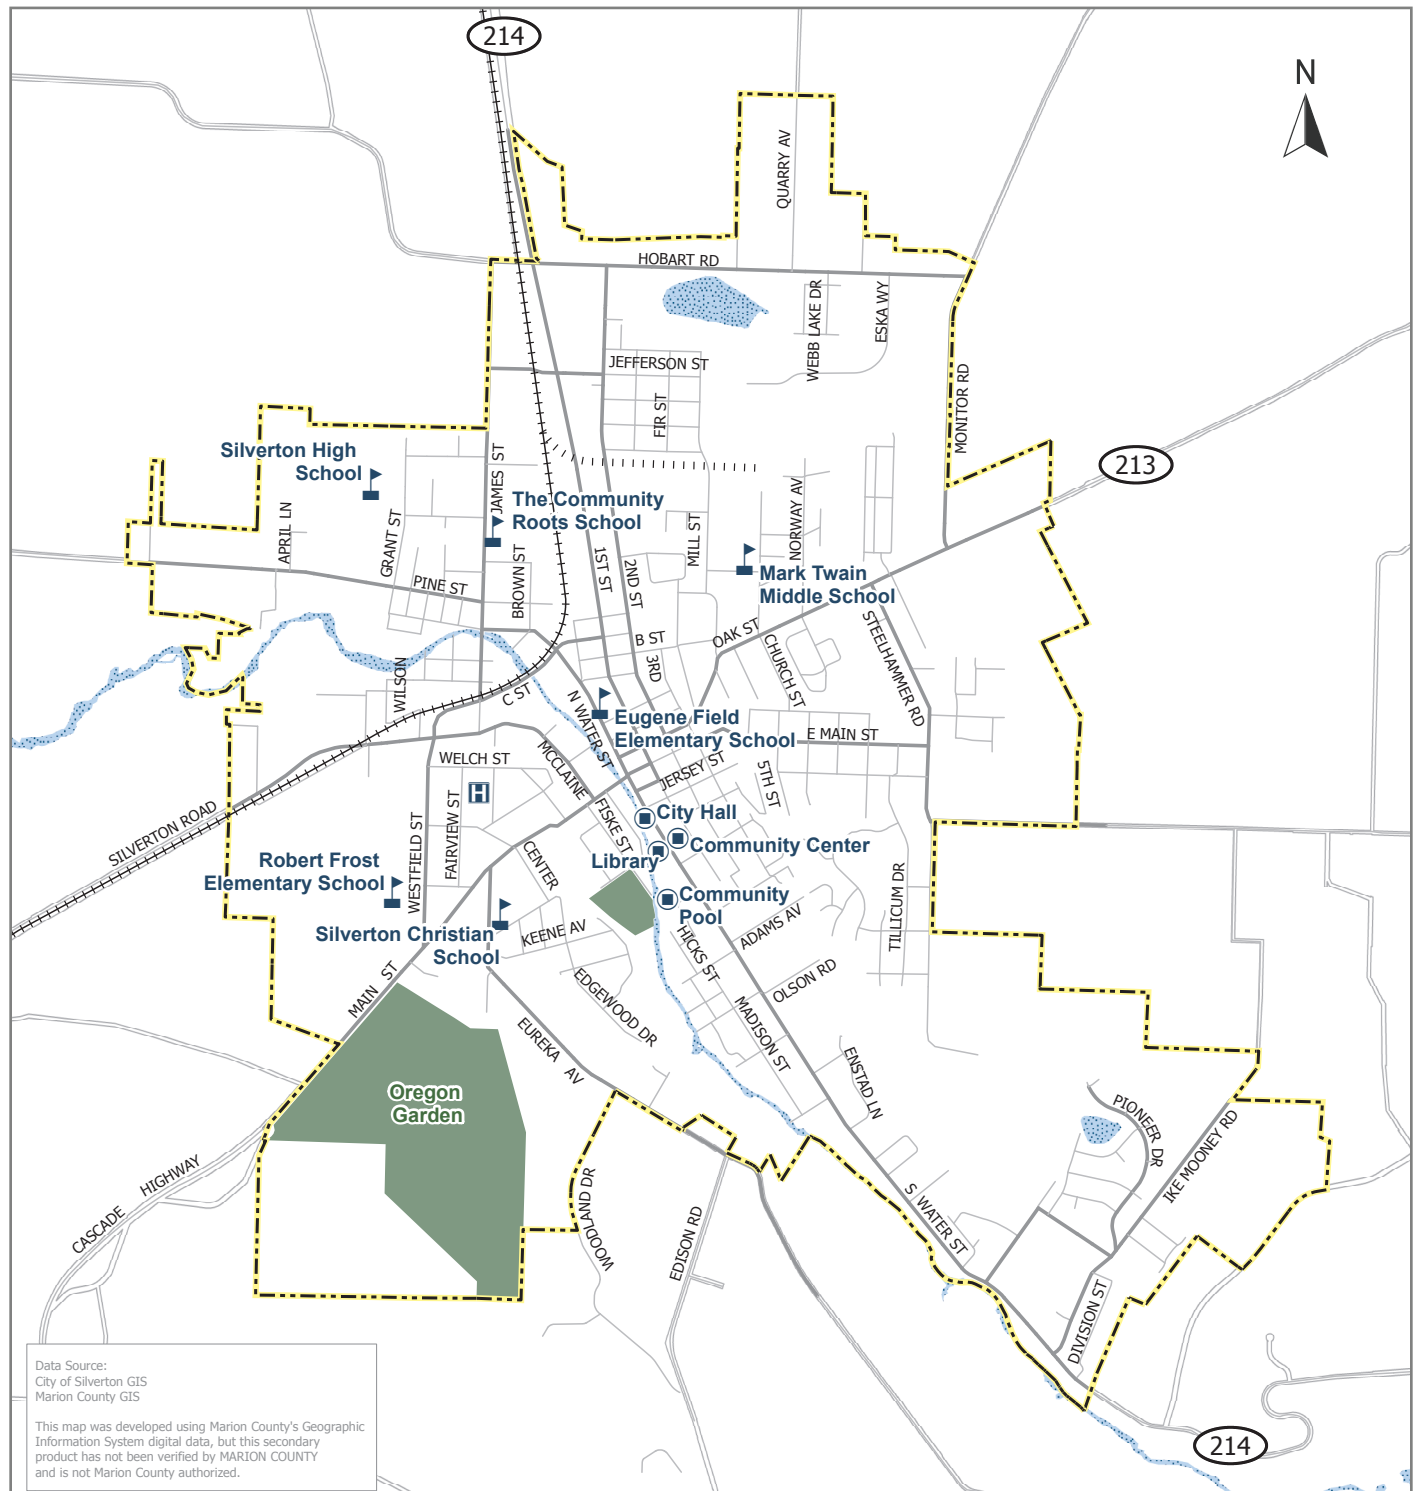 214
N
QUARRY AV
HOBART RD
WEBB LAKE DR
ESKA WY
JEFFERSON ST
FIR ST
MONITOR RD
213
Silverton High
School
JAMES ST
The Community
Roots School
APRIL LN
GRANT ST
PINE ST
BROWN ST
1ST ST
2ND ST
MILL ST
NORWAY AV
Mark Twain
Middle School
B ST
3RD
OAK ST
CHURCH ST
STEELHAMMER RD
WILSON
C ST
N WATER ST
Eugene Field
Elementary School
E MAIN ST
WELCH ST
MCCLAINE
JERSEY ST
5TH ST
H
FISKE ST
City Hall
Community Center
Library
SILVERTON ROAD
WESTFIELD ST
FAIRVIEW ST
CENTER
Robert Frost
Elementary School
Community
Pool
TILLICUM DR
Silverton Christian
School
KEENE AV
HICKS ST
ADAMS AV
MAIN ST
EDGEWOOD DR
OLSON RD
MADISON ST
EUREKA AV
ENSTAD LN
Oregon
Garden
PIONEER DR
IKE MOONEY RD
CASCADE HIGHWAY
WOODLAND DR
EDISON RD
S WATER ST
DIVISION ST
214
Data Source:
City of Silverton GIS
Marion County GIS
This map was developed using Marion County's Geographic
Information System digital data, but this secondary
product has not been verified by MARION COUNTY
and is not Marion County authorized.